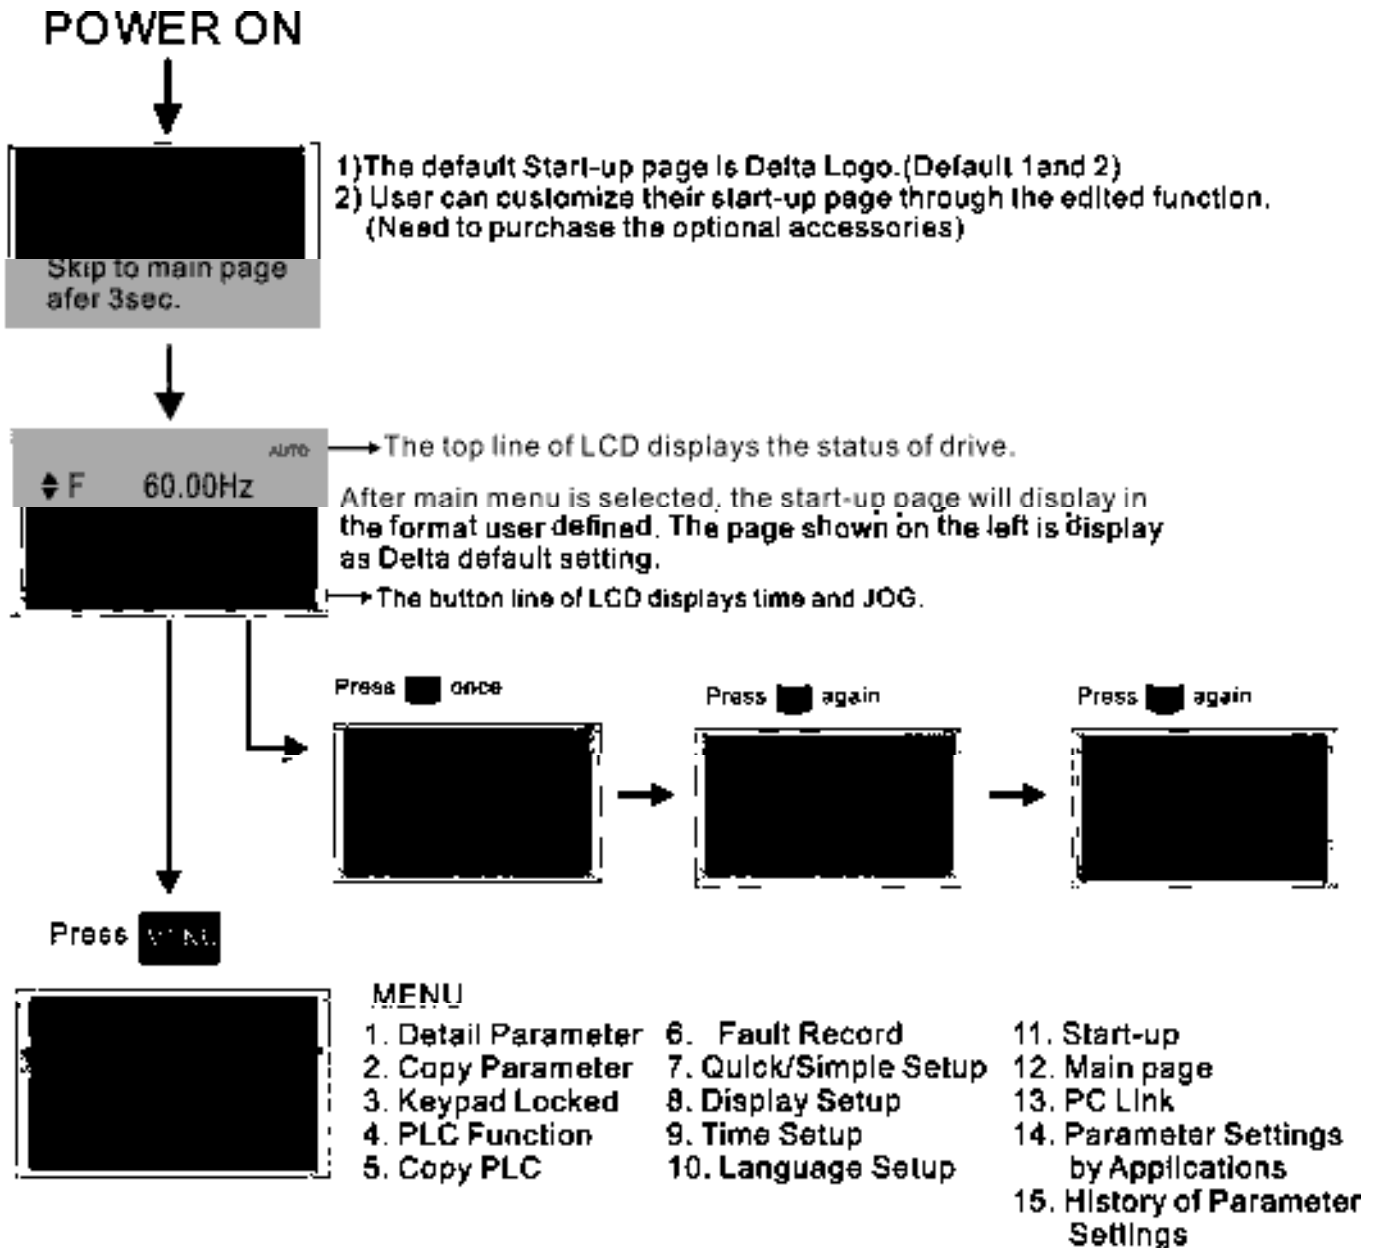 POWER ON
1)The default Start-up page is Delta Logo.(Default 1and 2)
2) User can customize their start-up page through the edited function.
(Need to purchase the optional accessories)
Skip to main page
afer 3sec.
AUTO
The top line of LCD displays the status of drive.
F 60.00Hz
After main menu is selected, the start-up page will display in
the format user defined. The page shown on the left is display
as Delta default setting.
The button line of LCD displays time and JOG.
Press once
Press again
Press again
Press MENU
MENU
1. Detail Parameter
2. Copy Parameter
3. Keypad Locked
4. PLC Function
5. Copy PLC
6. Fault Record
7. Quick/Simple Setup
8. Display Setup
9. Time Setup
10. Language Setup
11. Start-up
12. Main page
13. PC Link
14. Parameter Settings
by Applications
15. History of Parameter
Settings